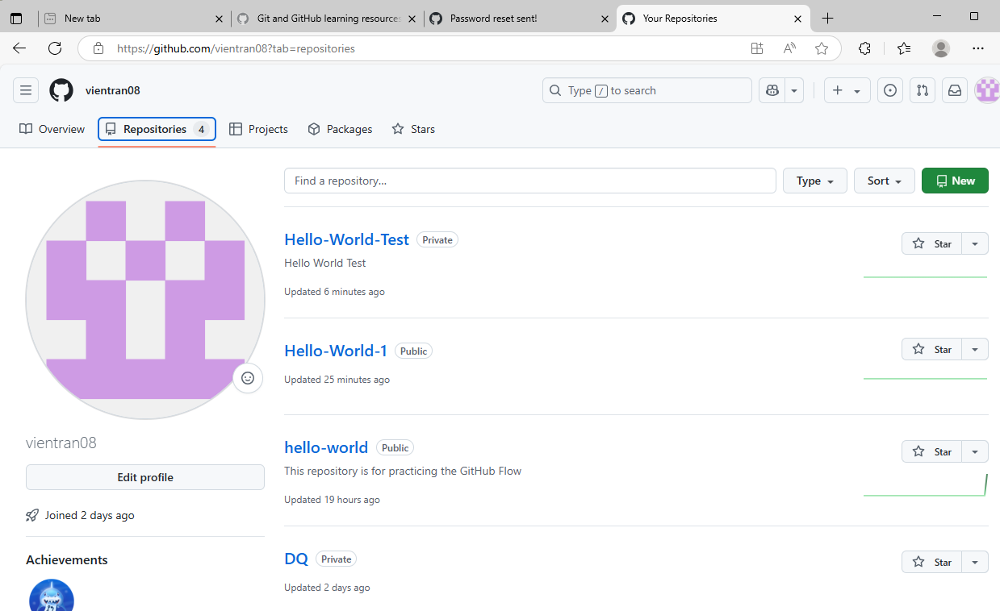 New tab
Git and GitHub learning resources
Password reset sent!
Your Repositories
https://github.com/vientran08?tab=repositories
vientran08
Type / to search
Overview
Repositories 4
Projects
Packages
Stars
Find a repository...
Type
Sort
New
Hello-World-Test Private
Star
Hello World Test
Updated 6 minutes ago
Hello-World-1 Public
Star
Updated 25 minutes ago
hello-world Public
Star
This repository is for practicing the GitHub Flow
Updated 19 hours ago
DQ Private
Star
Updated 2 days ago
vientran08
Edit profile
Joined 2 days ago
Achievements